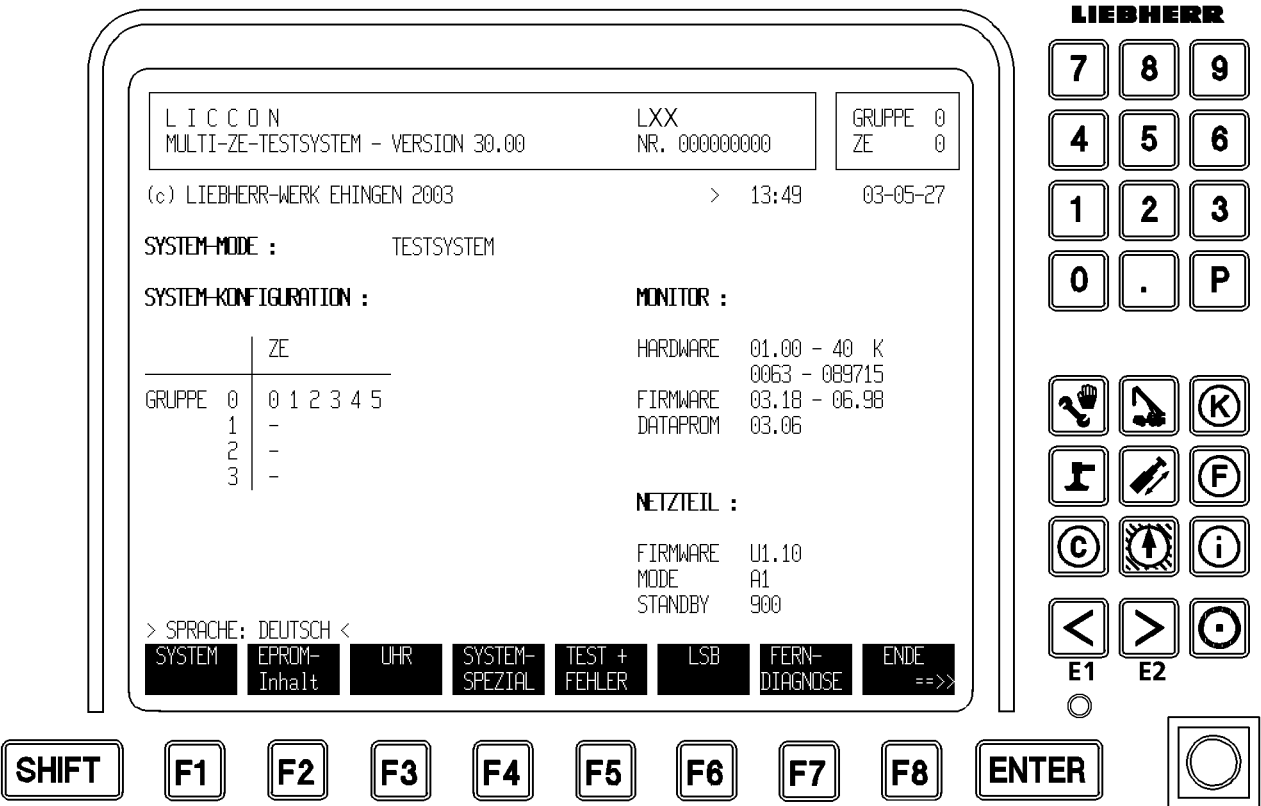 LIEBHERR
L I C C O N LXX GRUPPE 0
MULTI-ZE-TESTSYSTEM - VERSION 30.00 NR. 000000000 ZE 0
(c) LIEBHERR-WERK EHINGEN 2003 > 13:49 03-05-27
SYSTEM-MODE : TESTSYSTEM
SYSTEM-KONFIGURATION : MONITOR :
ZE HARDWARE 01.00 - 40 K
0063 - 089715
GRUPPE 0 0 1 2 3 4 5 FIRMWARE 03.18 - 06.98
1 - DATAPROM 03.06
2 -
3 -
NETZTEIL :
FIRMWARE U1.10
MODE A1
STANDBY 900
> SPRACHE: DEUTSCH <
SYSTEM EPROM- UHR SYSTEM- TEST + LSB FERN- ENDE
Inhalt SPEZIAL FEHLER DIAGNOSE ==>>
7 8 9
4 5 6
1 2 3
0 . P
K
F
C i
< >
E1 E2
SHIFT F1 F2 F3 F4 F5 F6 F7 F8 ENTER